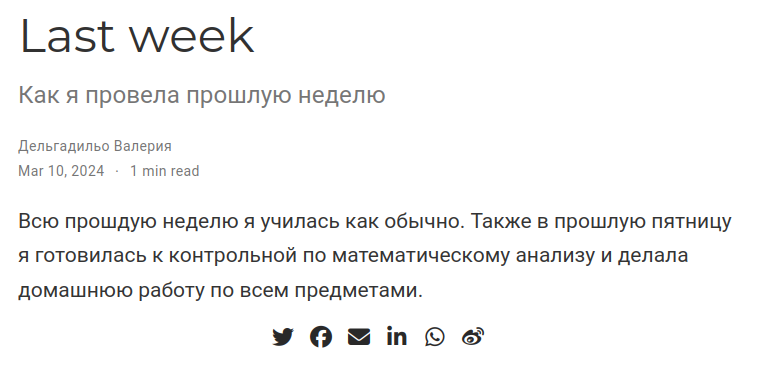 Last week
Как я провела прошлую неделю
Дельгадильо Валерия
Mar 10, 2024 · 1 min read
Всю прошдую неделю я училась как обычно. Также в прошлую пятницу
я готовилась к контрольной по математическому анализу и делала
домашнюю работу по всем предметами.